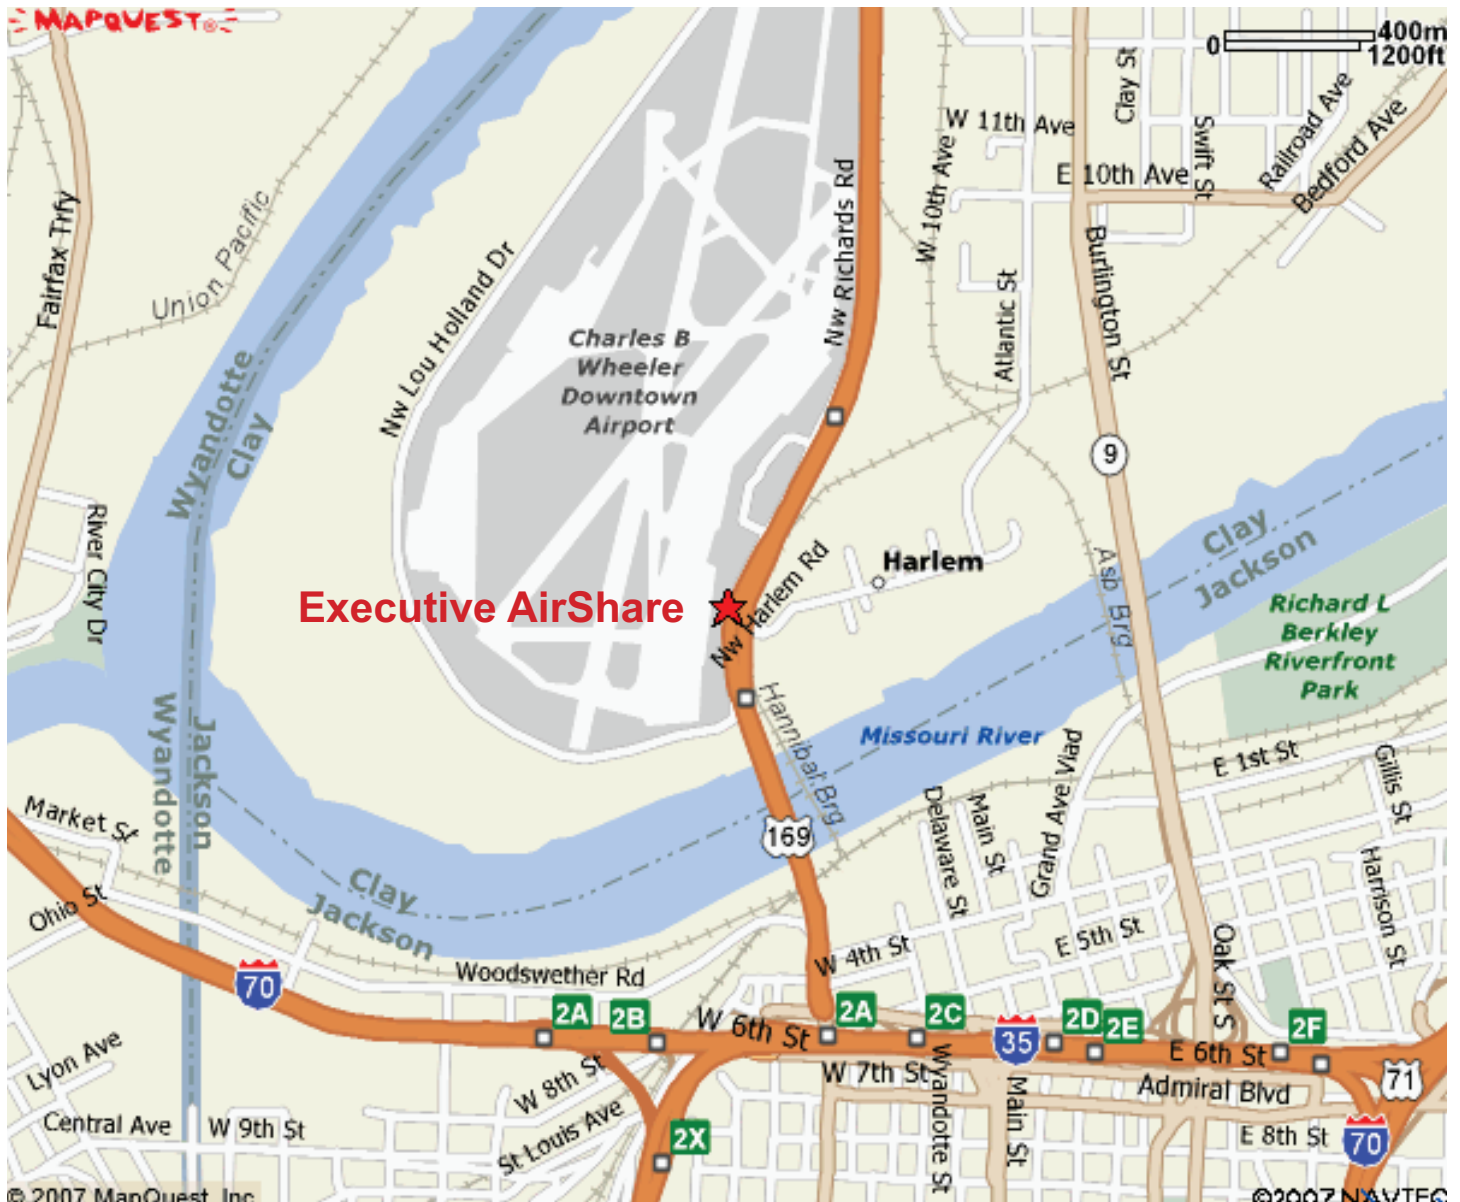 MAPQUEST®
0
400m
1200ft
Clay St
Swift St
Railroad Ave
Bedford Ave
W 11th Ave
E 10th Ave
W 10th Ave
Fairfax Trfy
Union Pacific
Nw Lou Holland Dr
Nw Richards Rd
Atlantic St
Burlington St
Charles B
Wheeler
Downtown
Airport
Wyandotte
Clay
9
River City Dr
Clay
Jackson
Asb Brg
Harlem
Nw Harlem Rd
Executive AirShare
Richard L
Berkley
Riverfront
Park
Jackson
Wyandotte
Hannibal Brg
Missouri River
E 1st St
Gillis St
Grand Ave Viad
Main St
Delaware St
Market St
169
Harrison St
Clay
Jackson
Ohio St
W 4th St
E 5th St
Oak St S
Woodswether Rd
70
2A
2B
W 6th St
2A
2C
35
2D
2E
2F
E 6th St
W 7th St
Admiral Blvd
71
Lyon Ave
W 8th St
Wyandotte St
Main St
Central Ave
W 9th St
St Louis Ave
2X
E 8th St
70
© 2007 MapQuest, Inc
©2007 NAVTEQ